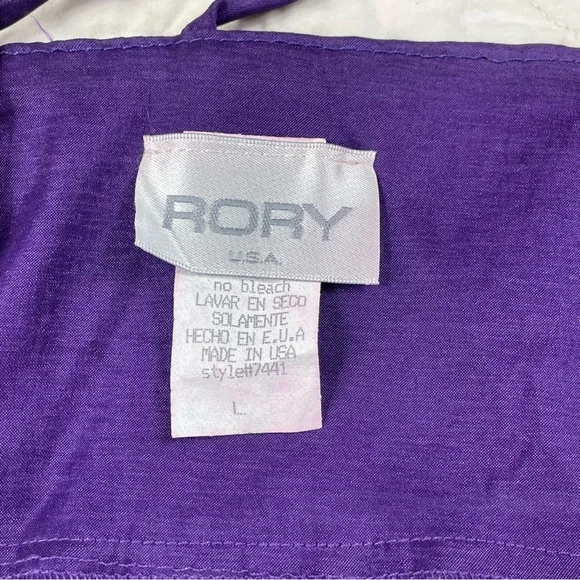 RORY
U.S.A.
no bleach
LAVAR EN SECO
SOLAMENTE
HECHO EN E.U.A
MADE IN USA
style#7441
L.